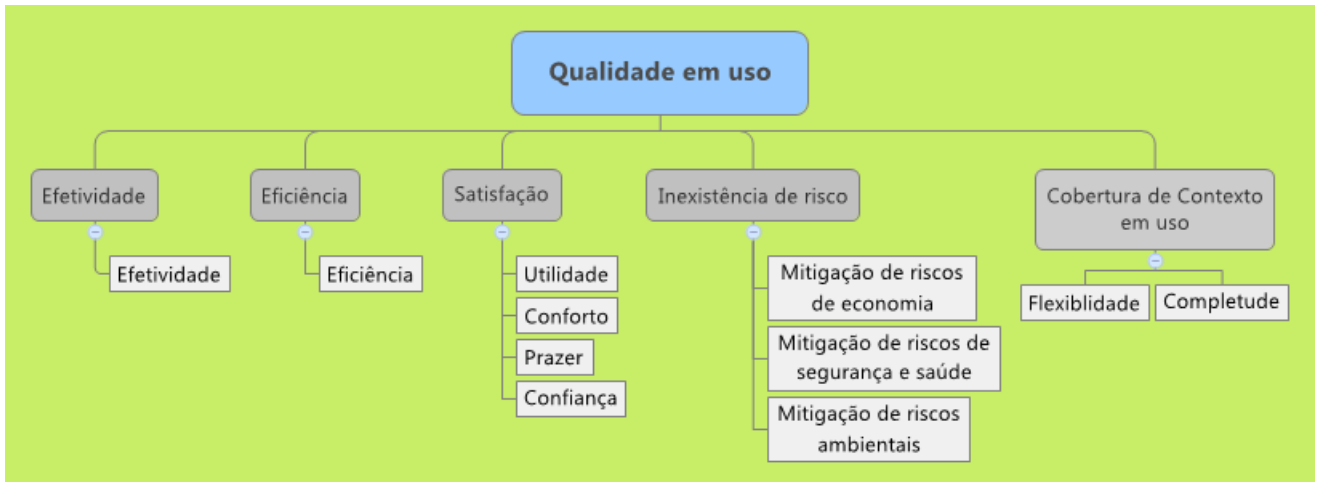 Qualidade em uso
Efetividade
Efetividade
Eficiência
Eficiência
Satisfação
Utilidade
Conforto
Prazer
Confiança
Inexistência de risco
Mitigação de riscos
de economia
Mitigação de riscos de
segurança e saúde
Mitigação de riscos
ambientais
Cobertura de Contexto
em uso
Flexiblidade
Completude